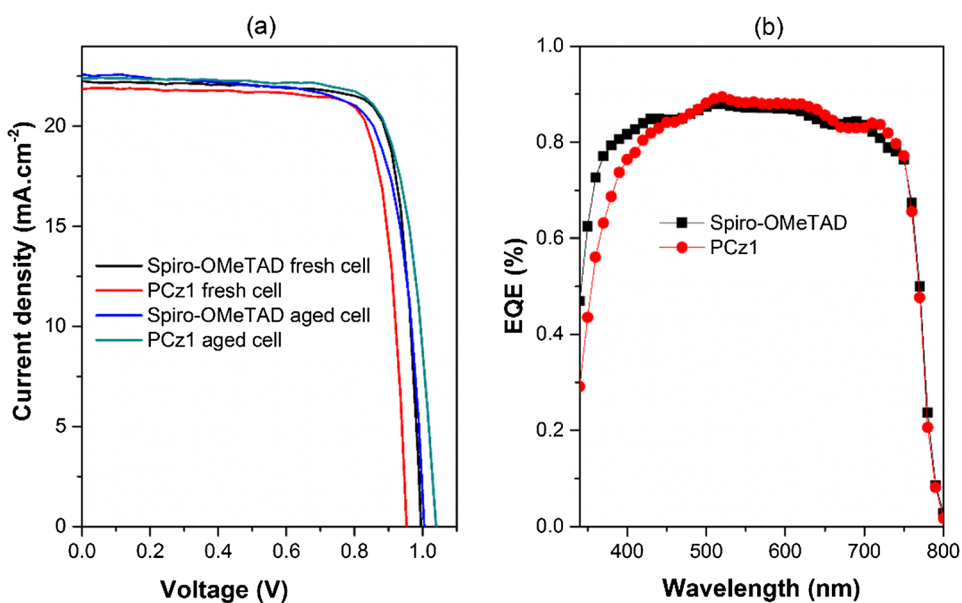 (a)
Current density (mA.cm-2)
20
15
10
5
0
0.0
0.2
0.4
0.6
0.8
1.0
Voltage (V)
Spiro-OMeTAD fresh cell
PCz1 fresh cell
Spiro-OMeTAD aged cell
PCz1 aged cell
(b)
EQE (%)
1.0
0.8
0.6
0.4
0.2
0.0
400
500
600
700
800
Wavelength (nm)
Spiro-OMeTAD
PCz1